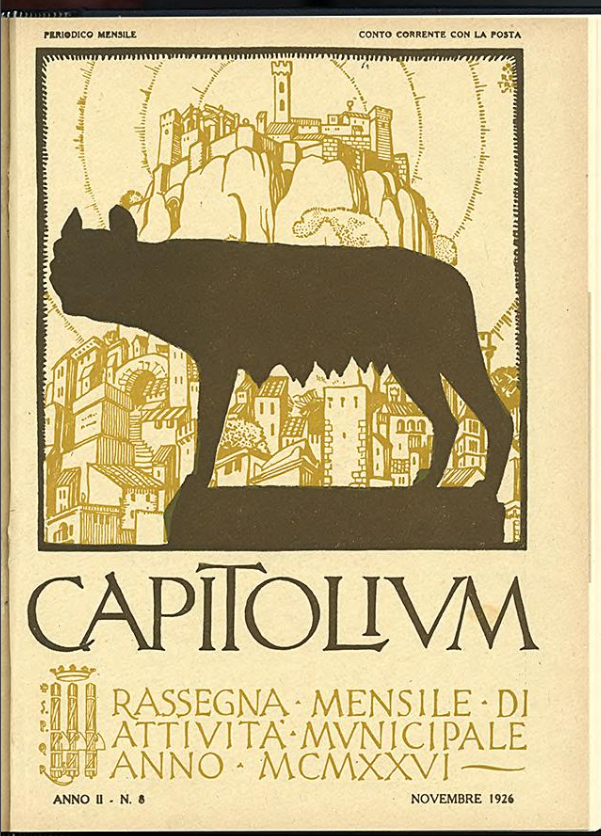 PERIODICO MENSILE
CONTO CORRENTE CON LA POSTA
CAPITOLIVM
S.P.Q.R.
RASSEGNA · MENSILE · DI
ATTIVITA · MVNICIPALE
ANNO · MCMXXVI
ANNO II - N. 8
NOVEMBRE 1926